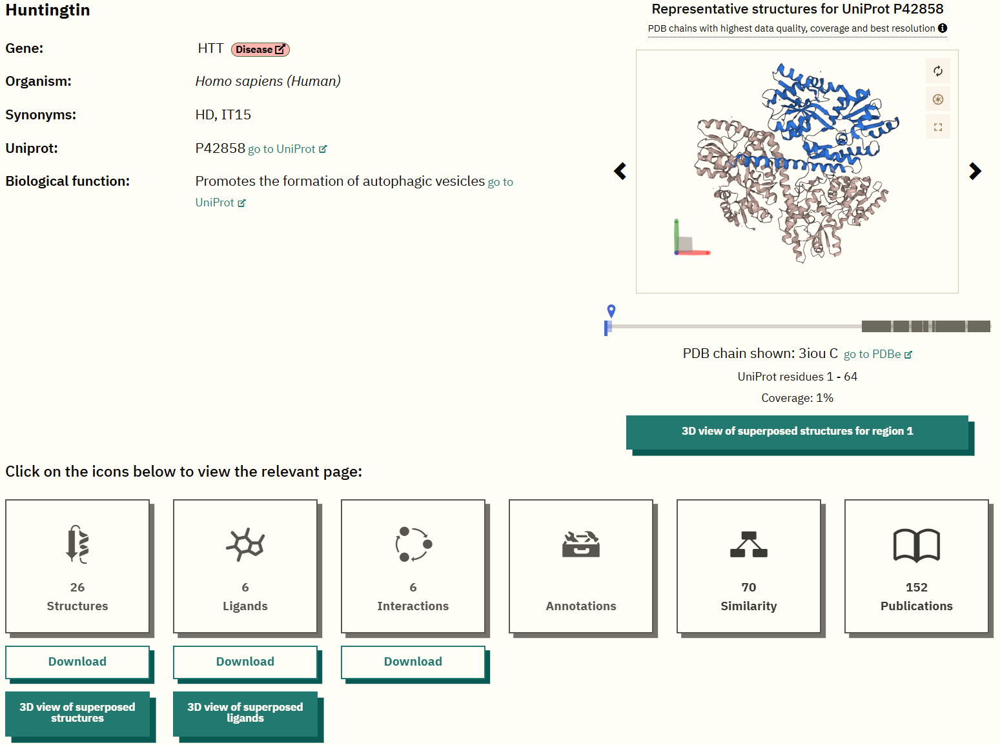 Huntingtin
Gene: HTT Disease
Organism: Homo sapiens (Human)
Synonyms: HD, IT15
Uniprot: P42858 go to UniProt
Biological function: Promotes the formation of autophagic vesicles go to
UniProt
Representative structures for UniProt P42858
PDB chains with highest data quality, coverage and best resolution
PDB chain shown: 3iou C go to PDBe
UniProt residues 1 - 64
Coverage: 1%
3D view of superposed structures for region 1
Click on the icons below to view the relevant page:
26
Structures
6
Ligands
6
Interactions
Annotations
70
Similarity
152
Publications
Download
Download
Download
3D view of superposed
structures
3D view of superposed
ligands